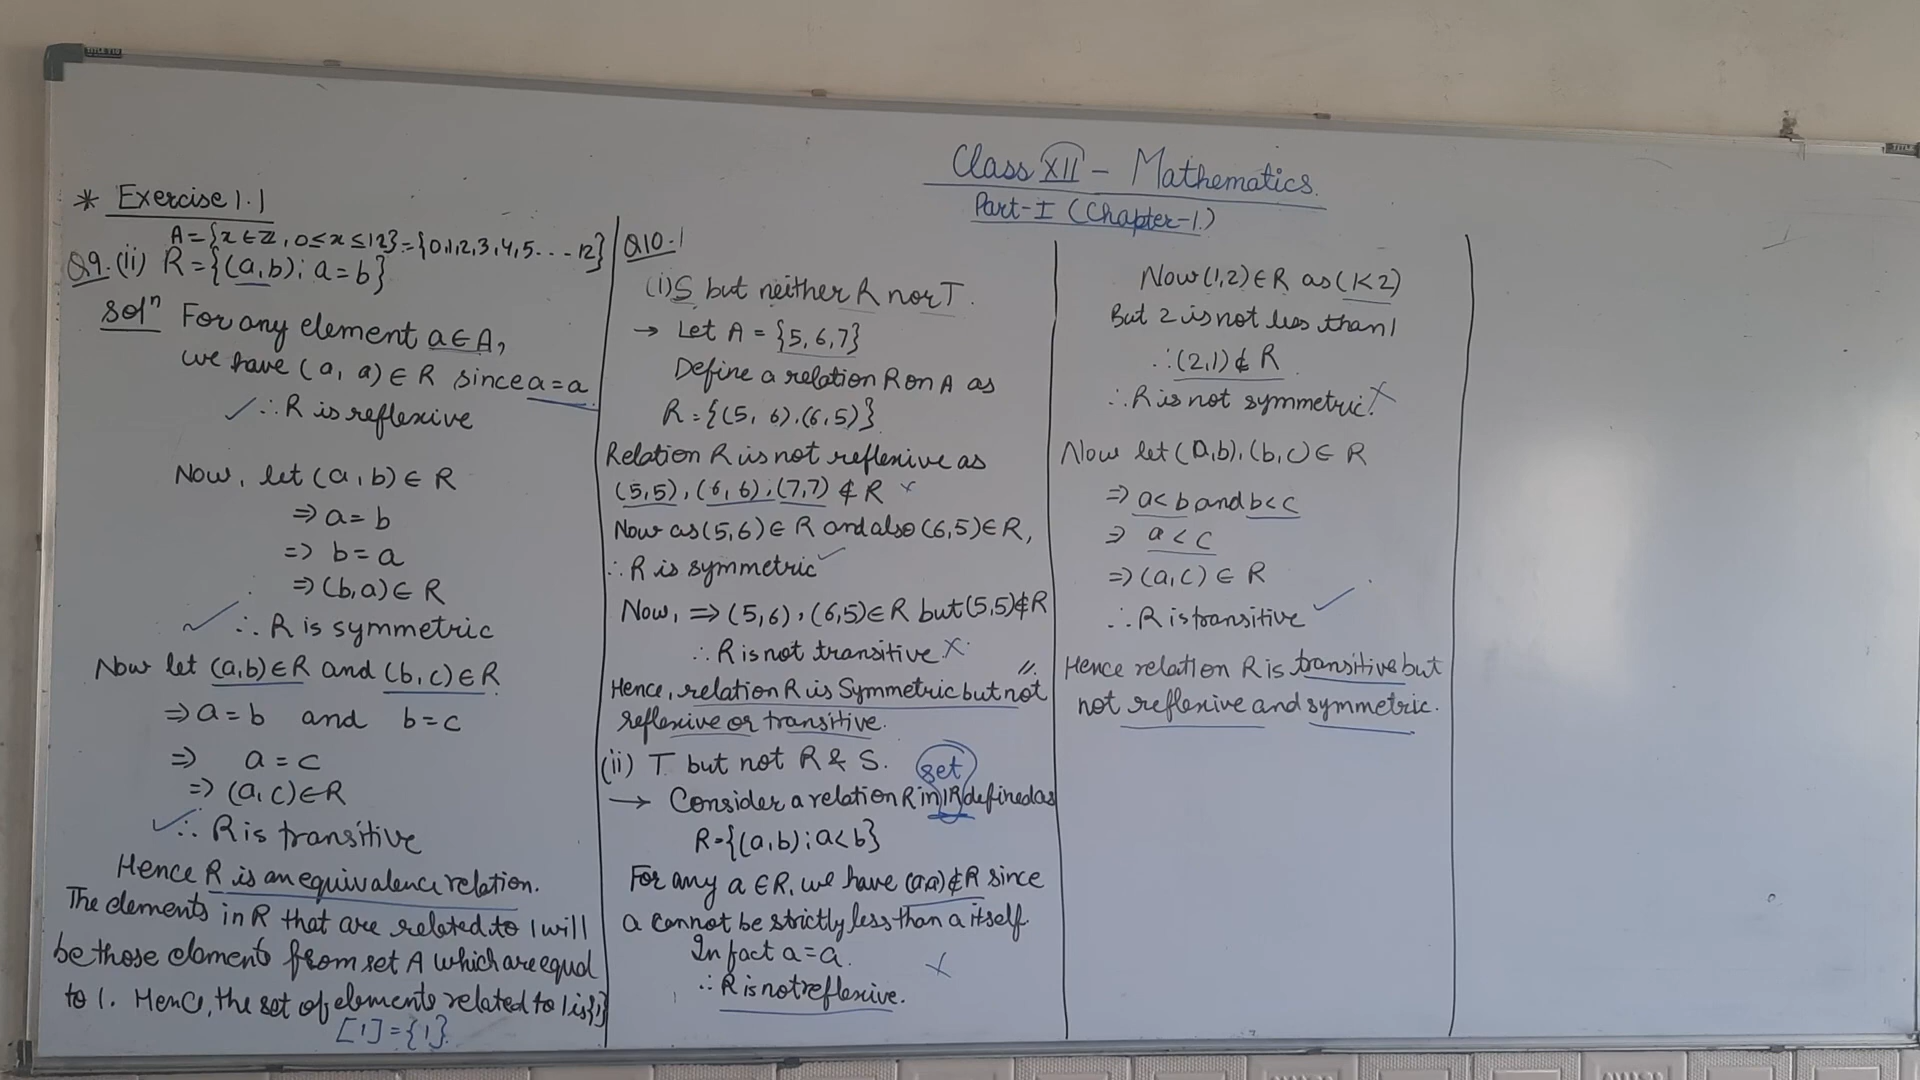 Class XII - Mathematics.
Part-I (Chapter-1.)
* Exercise 1.1
A={x∈Z, 0≤x≤12}={0,1,2,3,4,5...12}
Q9.(ii) R={(a,b); a=b}
Solⁿ For any element a∈A,
we have (a, a)∈R since a=a.
✓ ∴ R is reflexive
Now, let (a,b)∈R
⇒ a=b
⇒ b=a
⇒ (b,a)∈R
✓ ∴ R is symmetric
Now let (a,b)∈R and (b,c)∈R
⇒ a=b and b=c
⇒ a=c
⇒ (a,c)∈R
✓ ∴ R is transitive
Hence R is an equivalence relation.
The elements in R that are related to 1 will
be those elements from set A which are equal
to 1. Hence, the set of elements related to 1 is {1}
[1]={1}.
Q10.
(i) S but neither R nor T.
→ Let A = {5,6,7}
Define a relation R on A as
R={(5, 6),(6,5)}
Relation R is not reflexive as
(5,5), (6,6),(7,7) ∉ R ×
Now as (5,6)∈R and also (6,5)∈R,
∴ R is symmetric ✓
Now, ⇒ (5,6),(6,5)∈R but (5,5)∉R
∴ R is not transitive. ×
Hence, relation R is Symmetric but not
reflexive or transitive.
(ii) T but not R & S. set
→ Consider a relation R in R defined as
R={(a,b); a<b}
For any a∈R, we have (a,a)∉R since
a cannot be strictly less than a itself.
In fact a=a.
∴ R is not reflexive. ×
Now (1,2)∈R as (1<2)
But 2 is not less than 1
∴ (2,1)∉R
∴ R is not symmetric. ×
Now let (a,b),(b,c)∈R
⇒ a<b and b<c
⇒ a<c
⇒ (a,c)∈R
∴ R is transitive ✓
Hence relation R is transitive but
not reflexive and symmetric.